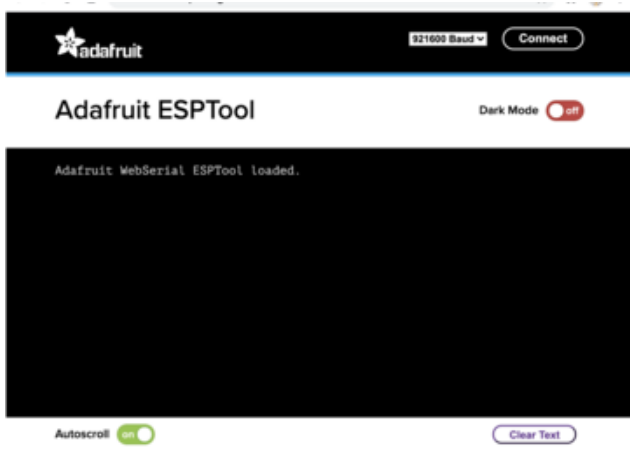 adafruit
921600 Baud
Connect
Adafruit ESPTool
Dark Mode off
Adafruit WebSerial ESPTool loaded.
Autoscroll on
Clear Text